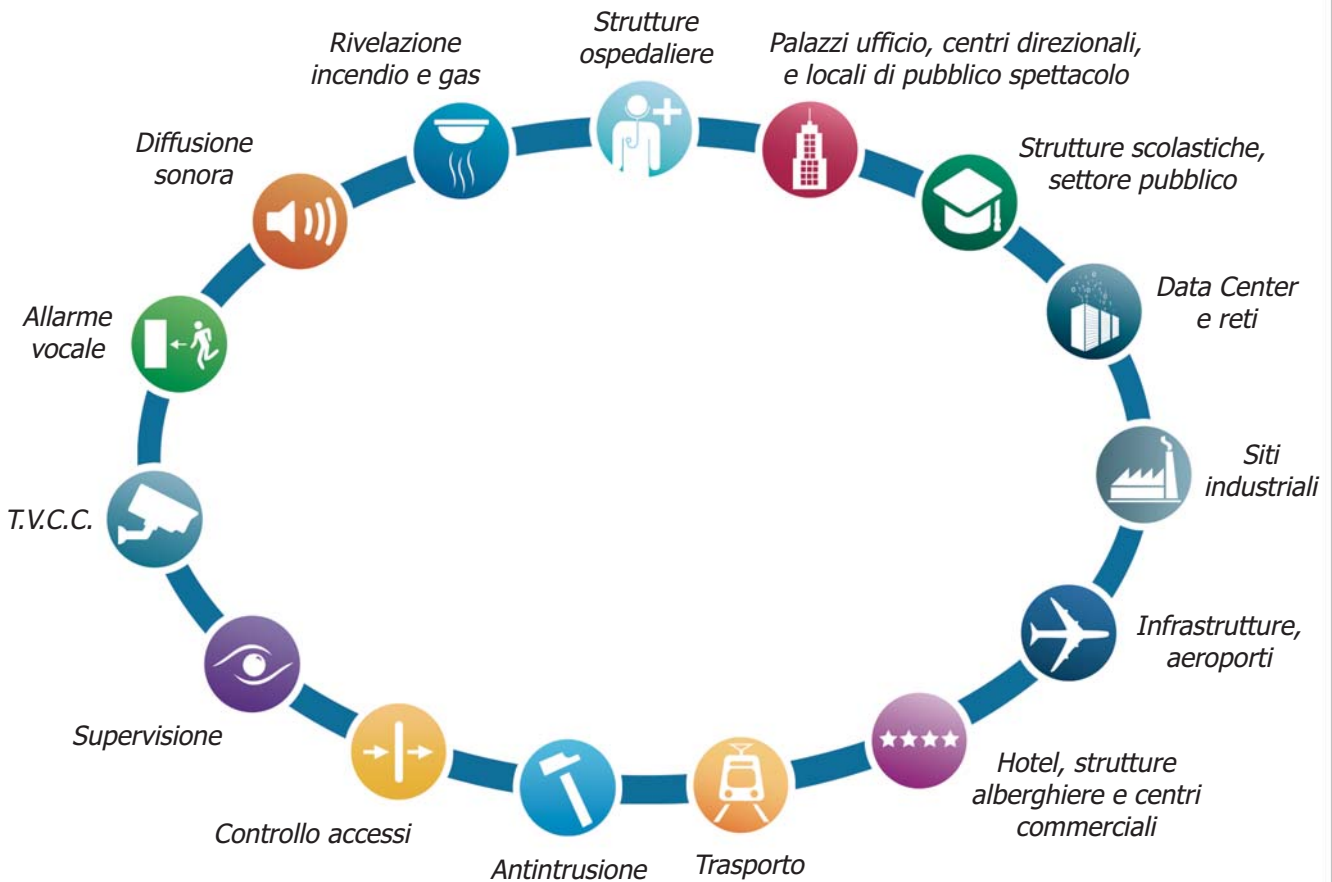 Strutture
ospedaliere
Palazzi ufficio, centri direzionali,
e locali di pubblico spettacolo
Strutture scolastiche,
settore pubblico
Data Center
e reti
Siti
industriali
Infrastrutture,
aeroporti
Hotel, strutture
alberghiere e centri
commerciali
Trasporto
Antintrusione
Controllo accessi
Supervisione
T.V.C.C.
Allarme
vocale
Diffusione
sonora
Rivelazione
incendio e gas